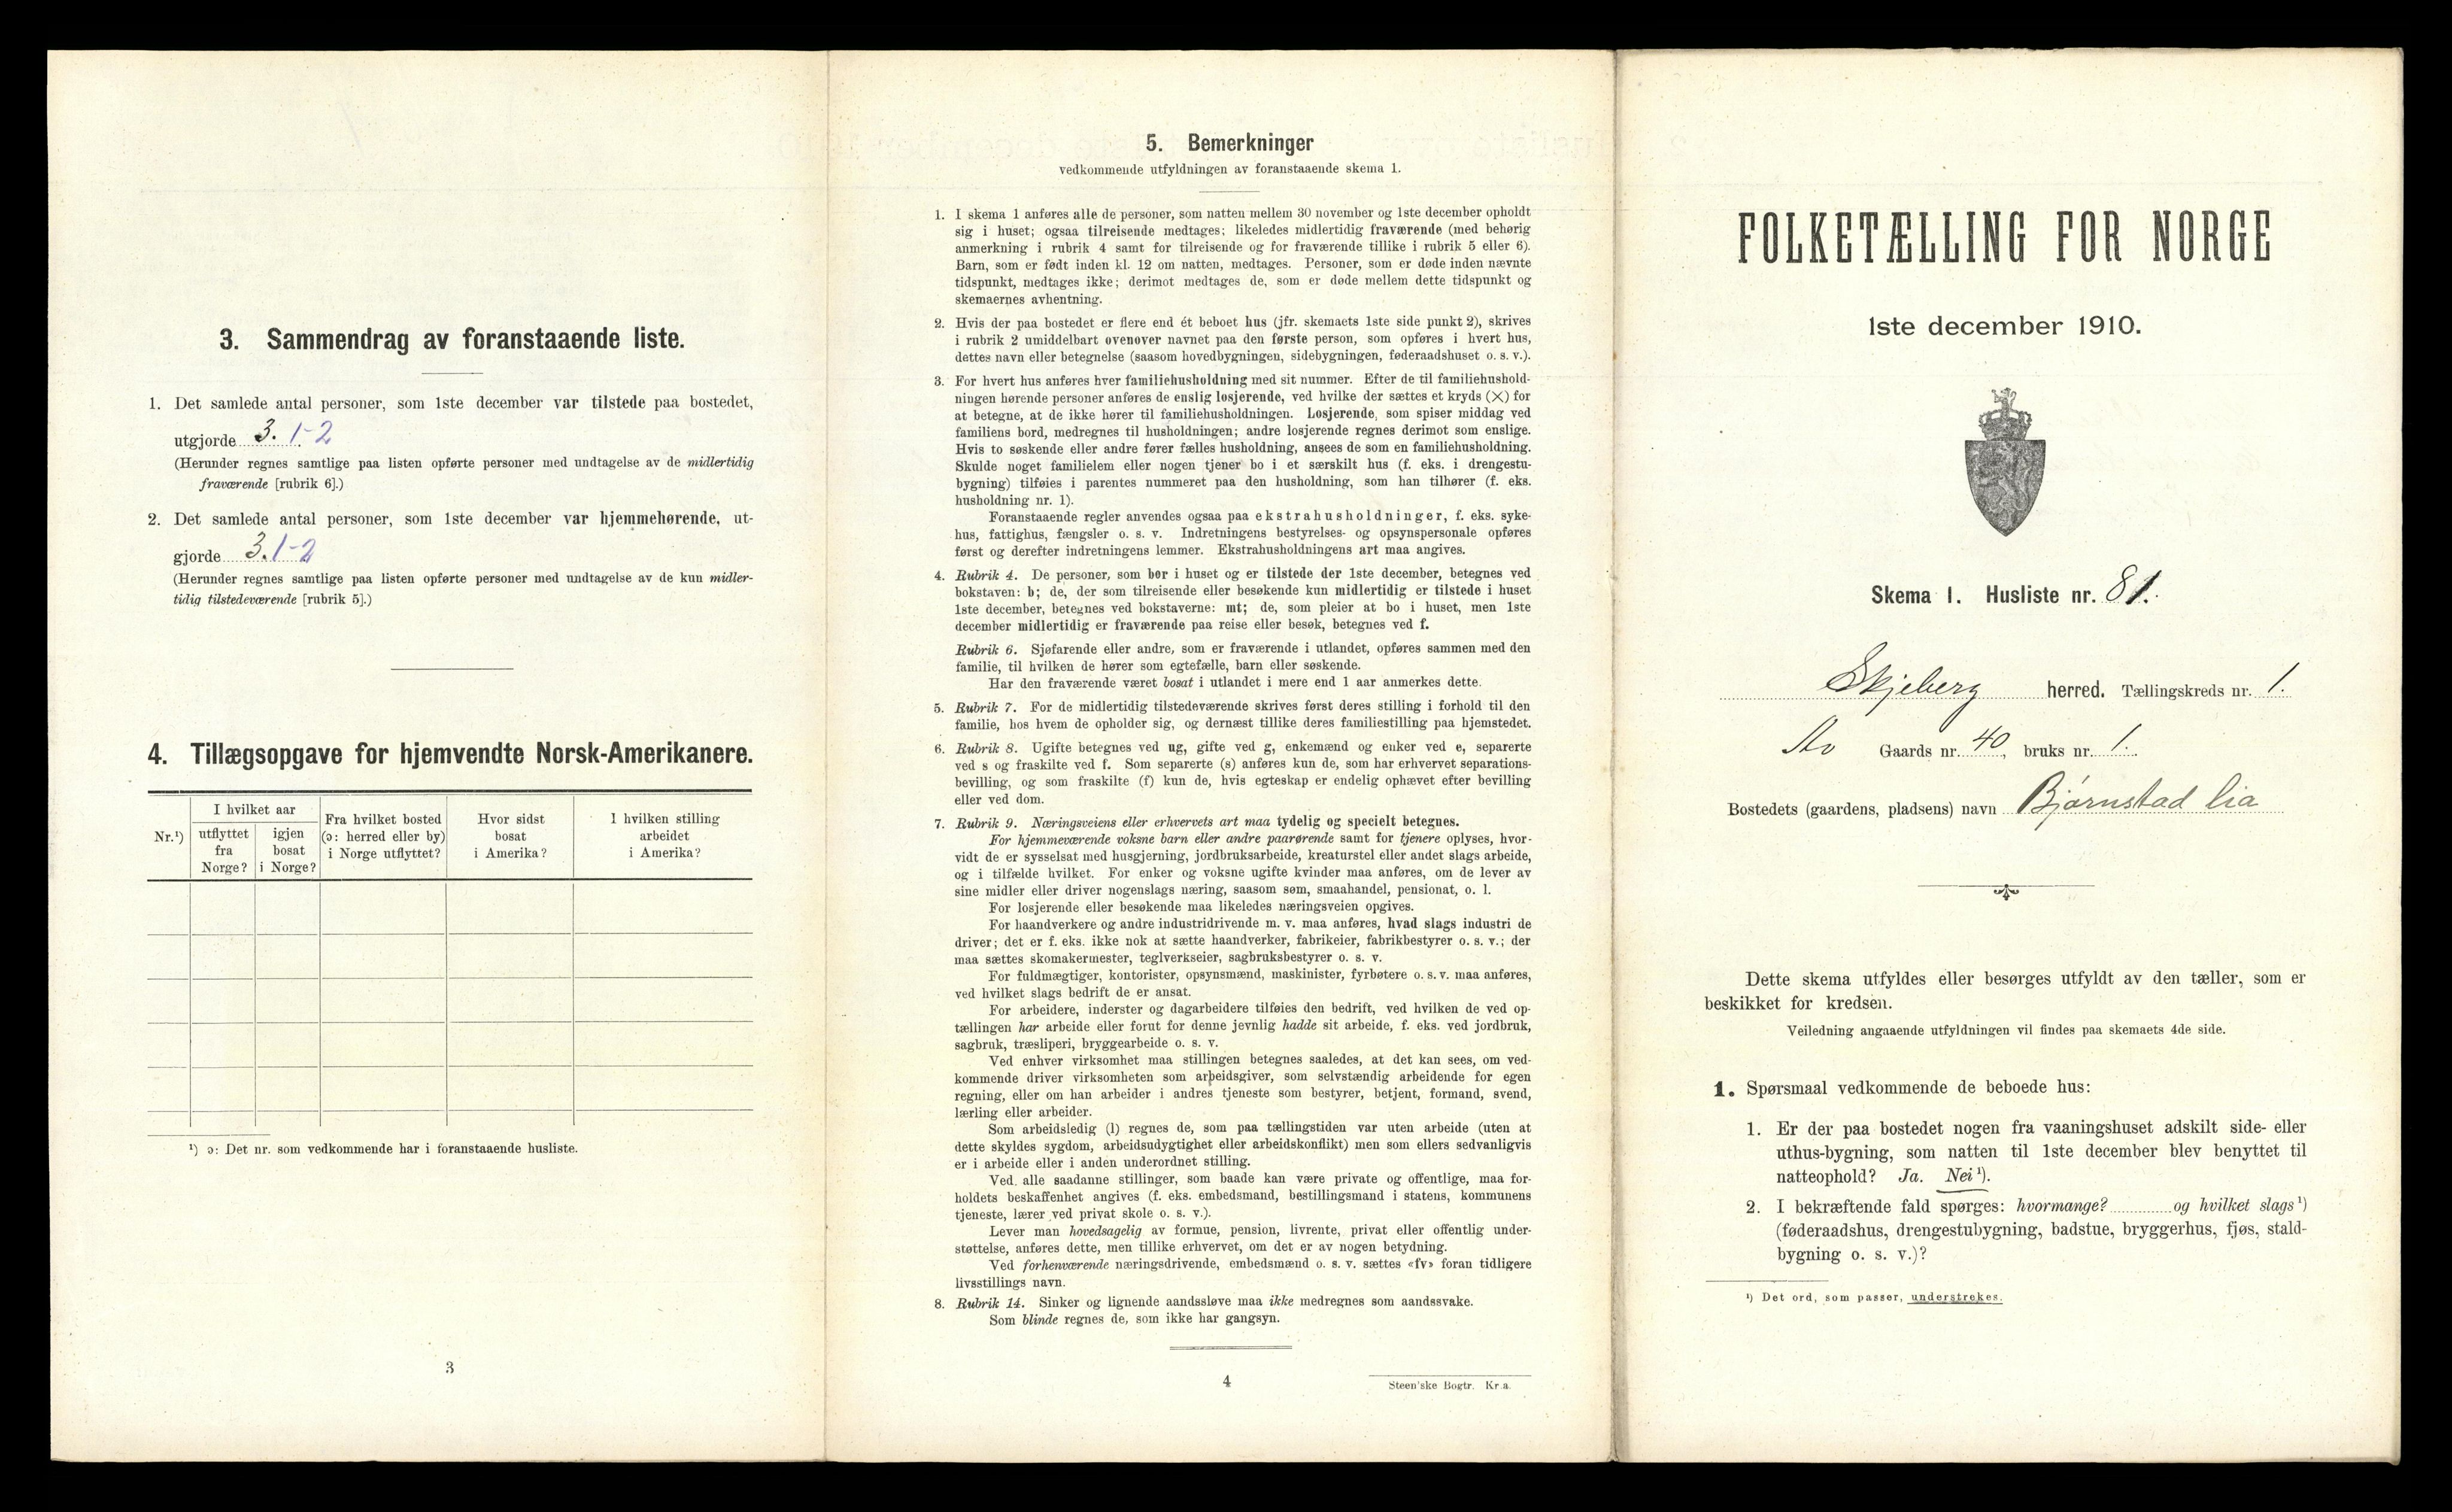 3. Sammendrag av foranstaaende liste.
1. Det samlede antal personer, som 1ste december var tilstede paa bostedet,
utgjorde 3. 1-2
(Herunder regnes samtlige paa listen opførte personer med undtagelse av de midlertidig
fraværende [rubrik 6].)
2. Det samlede antal personer, som 1ste december var hjemmehørende, ut-
gjorde 3. 1-2
(Herunder regnes samtlige paa listen opførte personer med undtagelse av de kun midler-
tidig tilstedeværende [rubrik 5].)
4. Tillægsopgave for hjemvendte Norsk-Amerikanere.
Nr.¹)
I hvilket aar
utflyttet fra Norge?
igjen bosat i Norge?
Fra hvilket bosted (ɔ: herred eller by) i Norge utflyttet?
Hvor sidst bosat i Amerika?
I hvilken stilling arbeidet i Amerika?
¹) ɔ: Det nr. som vedkommende har i foranstaaende husliste.
3
5. Bemerkninger
vedkommende utfyldningen av foranstaaende skema 1.
1. I skema 1 anføres alle de personer, som natten mellem 30 november og 1ste december opholdt
sig i huset; ogsaa tilreisende medtages; likeledes midlertidig fraværende (med behørig
anmerkning i rubrik 4 samt for tilreisende og for fraværende tillike i rubrik 5 eller 6).
Barn, som er født inden kl. 12 om natten, medtages. Personer, som er døde inden nævnte
tidspunkt, medtages ikke; derimot medtages de, som er døde mellem dette tidspunkt og
skemaernes avhentning.
2. Hvis der paa bostedet er flere end ét beboet hus (jfr. skemaets 1ste side punkt 2), skrives
i rubrik 2 umiddelbart ovenover navnet paa den første person, som opføres i hvert hus,
dettes navn eller betegnelse (saasom hovedbygningen, sidebygningen, føderaadshuset o. s. v.).
3. For hvert hus anføres hver familiehusholdning med sit nummer. Efter de til familiehushold-
ningen hørende personer anføres de enslig losjerende, ved hvilke der sættes et kryds (×) for
at betegne, at de ikke hører til familiehusholdningen. Losjerende, som spiser middag ved
familiens bord, medregnes til husholdningen; andre losjerende regnes derimot som enslige.
Hvis to søskende eller andre fører fælles husholdning, ansees de som en familiehusholdning.
Skulde noget familielem eller nogen tjener bo i et særskilt hus (f. eks. i drengestu-
bygning) tilføies i parentes nummeret paa den husholdning, som han tilhører (f. eks.
husholdning nr. 1).
Foranstaaende regler anvendes ogsaa paa ekstrahusholdninger, f. eks. syke-
hus, fattighus, fængsler o. s. v. Indretningens bestyrelses- og opsynspersonale opføres
først og derefter indretningens lemmer. Ekstrahusholdningens art maa angives.
4. Rubrik 4. De personer, som bor i huset og er tilstede der 1ste december, betegnes ved
bokstaven: b; de, der som tilreisende eller besøkende kun midlertidig er tilstede i huset
1ste december, betegnes ved bokstaverne: mt; de, som pleier at bo i huset, men 1ste
december midlertidig er fraværende paa reise eller besøk, betegnes ved f.
Rubrik 6. Sjøfarende eller andre, som er fraværende i utlandet, opføres sammen med den
familie, til hvilken de hører som egtefælle, barn eller søskende.
Har den fraværende været bosat i utlandet i mere end 1 aar anmerkes dette.
5. Rubrik 7. For de midlertidig tilstedeværende skrives først deres stilling i forhold til den
familie, hos hvem de opholder sig, og dernæst tillike deres familiestilling paa hjemstedet.
6. Rubrik 8. Ugifte betegnes ved ug, gifte ved g, enkemænd og enker ved e, separerte
ved s og fraskilte ved f. Som separerte (s) anføres kun de, som har erhvervet separations-
bevilling, og som fraskilte (f) kun de, hvis egteskap er endelig ophævet efter bevilling
eller ved dom.
7. Rubrik 9. Næringsveiens eller erhvervets art maa tydelig og specielt betegnes.
For hjemmeværende voksne barn eller andre paarørende samt for tjenere oplyses, hvor-
vidt de er sysselsat med husgjerning, jordbruksarbeide, kreaturstel eller andet slags arbeide,
og i tilfælde hvilket. For enker og voksne ugifte kvinder maa anføres, om de lever av
sine midler eller driver nogenslags næring, saasom søm, smaahandel, pensionat, o. l.
For losjerende eller besøkende maa likeledes næringsveien opgives.
For haandverkere og andre industridrivende m. v. maa anføres, hvad slags industri de
driver; det er f. eks. ikke nok at sætte haandverker, fabrikeier, fabrikbestyrer o. s. v.; der
maa sættes skomakermester, teglverkseier, sagbruksbestyrer o. s. v.
For fuldmægtiger, kontorister, opsynsmænd, maskinister, fyrbøtere o. s. v. maa anføres,
ved hvilket slags bedrift de er ansat.
For arbeidere, inderster og dagarbeidere tilføies den bedrift, ved hvilken de ved op-
tællingen har arbeide eller forut for denne jevnlig hadde sit arbeide, f. eks. ved jordbruk,
sagbruk, træsliperi, bryggearbeide o. s. v.
Ved enhver virksomhet maa stillingen betegnes saaledes, at det kan sees, om ved-
kommende driver virksomheten som arbeidsgiver, som selvstændig arbeidende for egen
regning, eller om han arbeider i andres tjeneste som bestyrer, betjent, formand, svend,
lærling eller arbeider.
Som arbeidsledig (l) regnes de, som paa tællingstiden var uten arbeide (uten at
dette skyldes sygdom, arbeidsudygtighet eller arbeidskonflikt) men som ellers sedvanligvis
er i arbeide eller i anden underordnet stilling.
Ved alle saadanne stillinger, som baade kan være private og offentlige, maa for-
holdets beskaffenhet angives (f. eks. embedsmand, bestillingsmand i statens, kommunens
tjeneste, lærer ved privat skole o. s. v.).
Lever man hovedsagelig av formue, pension, livrente, privat eller offentlig under-
støttelse, anføres dette, men tillike erhvervet, om det er av nogen betydning.
Ved forhenværende næringsdrivende, embedsmænd o. s. v. sættes «fv» foran tidligere
livsstillings navn.
8. Rubrik 14. Sinker og lignende aandssløve maa ikke medregnes som aandssvake.
Som blinde regnes de, som ikke har gangsyn.
4
Steen'ske Bogtr. Kr.a.
FOLKETÆLLING FOR NORGE
1ste december 1910.
Skema I. Husliste nr. 81.
Skjeberg herred. Tællingskreds nr. 1.
Gaards nr. 40, bruks nr. 1.
Bostedets (gaardens, pladsens) navn Bjørnstad lia
Dette skema utfyldes eller besørges utfyldt av den tæller, som er
beskikket for kredsen.
Veiledning angaaende utfyldningen vil findes paa skemaets 4de side.
1. Spørsmaal vedkommende de beboede hus:
1. Er der paa bostedet nogen fra vaaningshuset adskilt side- eller
uthus-bygning, som natten til 1ste december blev benyttet til
natteophold? Ja. Nei ¹).
2. I bekræftende fald spørges: hvormange? og hvilket slags ¹)
(føderaadshus, drengestubygning, badstue, bryggerhus, fjøs, stald-
bygning o. s. v.)?
¹) Det ord, som passer, understrekes.